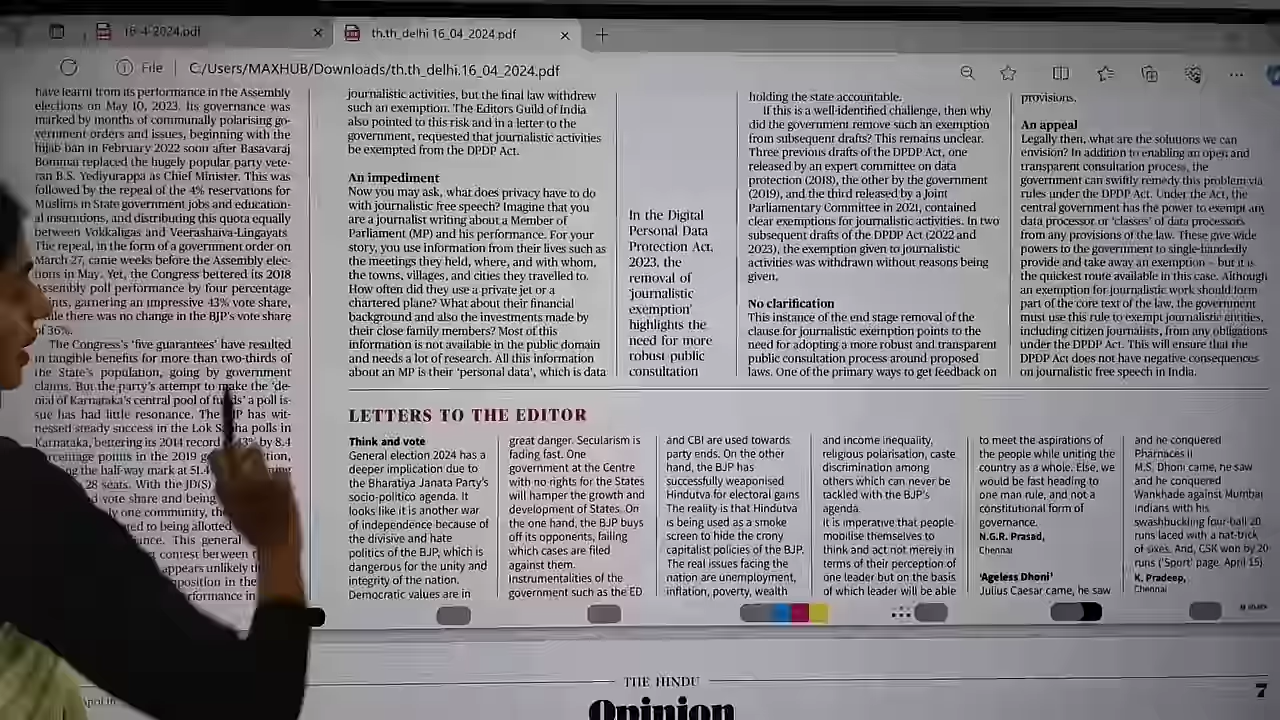 16-4-2024.pdf
th.th_delhi 16_04_2024.pdf
File
C:/Users/MAXHUB/Downloads/th.th_delhi.16_04_2024.pdf
have learnt from its performance in the Assembly
elections on May 10, 2023. Its governance was
marked by months of communally polarising go-
vernment orders and issues, beginning with the
hijab ban in February 2022 soon after Basavaraj
Bommai replaced the hugely popular party vete-
ran B.S. Yediyurappa as Chief Minister. This was
followed by the repeal of the 4% reservations for
Muslims in State government jobs and education-
al institutions, and distributing this quota equally
between Vokkaligas and Veerashaiva-Lingayats.
The repeal, in the form of a government order on
March 27, came weeks before the Assembly elec-
tions in May. Yet, the Congress bettered its 2018
Assembly poll performance by four percentage
garnering an impressive 43% vote share,
there was no change in the BJP's vote share
of 36%.
The Congress's 'five guarantees' have resulted
in tangible benefits for more than two-thirds of
the State's population, going by government
claims. But the party's attempt to make the 'de-
nial of Karnataka's central pool of funds' a poll is-
sue has had little resonance. The has wit-
nessed steady success in the Lok polls in
Karnataka, bettering its 2014 record by 8.4
points in the 2019
the half-way mark at
28 seats. With the JD(S)
vote share and being
one community,
to being allotted
This general
contest between
appears unlikely
in the
in
journalistic activities, but the final law withdrew
such an exemption. The Editors Guild of India
also pointed to this risk and in a letter to the
government, requested that journalistic activities
be exempted from the DPDP Act.
An impediment
Now you may ask, what does privacy have to do
with journalistic free speech? Imagine that you
are a journalist writing about a Member of
Parliament (MP) and his performance. For your
story, you use information from their lives such as
the meetings they held, where, and with whom,
the towns, villages, and cities they travelled to.
How often did they use a private jet or a
chartered plane? What about their financial
background and also the investments made by
their close family members? Most of this
information is not available in the public domain
and needs a lot of research. All this information
about an MP is their 'personal data', which is data
In the Digital
Personal Data
Protection Act,
2023, the
removal of
'journalistic
exemption'
highlights the
need for more
robust public
consultation
holding the state accountable.
If this is a well-identified challenge, then why
did the government remove such an exemption
from subsequent drafts? This remains unclear.
Three previous drafts of the DPDP Act, one
released by an expert committee on data
protection (2018), the other by the government
(2019), and the third released by a Joint
Parliamentary Committee in 2021, contained
clear exemptions for journalistic activities. In two
subsequent drafts of the DPDP Act (2022 and
2023), the exemption given to journalistic
activities was withdrawn without reasons being
given.
No clarification
This instance of the end stage removal of the
clause for journalistic exemption points to the
need for adopting a more robust and transparent
public consultation process around proposed
laws. One of the primary ways to get feedback on
provisions.
An appeal
Legally then, what are the solutions we can
envision? In addition to enabling an open and
transparent consultation process, the
government can swiftly remedy this problem via
rules under the DPDP Act. Under the Act, the
central government has the power to exempt any
data processor or 'classes' of data processors
from any provisions of the law. These give wide
powers to the government to single-handedly
provide and take away an exemption – but it is
the quickest route available in this case. Although
an exemption for journalistic work should form
part of the core text of the law, the government
must use this rule to exempt journalistic entities,
including citizen journalists, from any obligations
under the DPDP Act. This will ensure that the
DPDP Act does not have negative consequences
on journalistic free speech in India.
LETTERS TO THE EDITOR
Think and vote
General election 2024 has a
deeper implication due to
the Bharatiya Janata Party's
socio-politico agenda. It
looks like it is another war
of independence because of
the divisive and hate
politics of the BJP, which is
dangerous for the unity and
integrity of the nation.
Democratic values are in
great danger. Secularism is
fading fast. One
government at the Centre
with no rights for the States
will hamper the growth and
development of States. On
the one hand, the BJP buys
off its opponents, failing
which cases are filed
against them.
Instrumentalities of the
government such as the ED
and CBI are used towards
party ends. On the other
hand, the BJP has
successfully weaponised
Hindutva for electoral gains
The reality is that Hindutva
is being used as a smoke
screen to hide the crony
capitalist policies of the BJP.
The real issues facing the
nation are unemployment,
inflation, poverty, wealth
and income inequality,
religious polarisation, caste
discrimination among
others which can never be
tackled with the BJP's
agenda.
It is imperative that people
mobilise themselves to
think and act not merely in
terms of their perception of
one leader but on the basis
of which leader will be able
to meet the aspirations of
the people while uniting the
country as a whole. Else, we
would be fast heading to
one man rule, and not a
constitutional form of
governance.
N.G.R. Prasad,
Chennai
'Ageless Dhoni'
Julius Caesar came, he saw
and he conquered
Pharnaces II
M.S. Dhoni came, he saw
and he conquered
Wankhade against Mumbai
Indians with his
swashbuckling four-ball 20
runs laced with a hat-trick
of sixes. And, CSK won by 20
runs ('Sport' page, April 15).
K. Pradeep,
Chennai
THE HINDU
7
Opinion